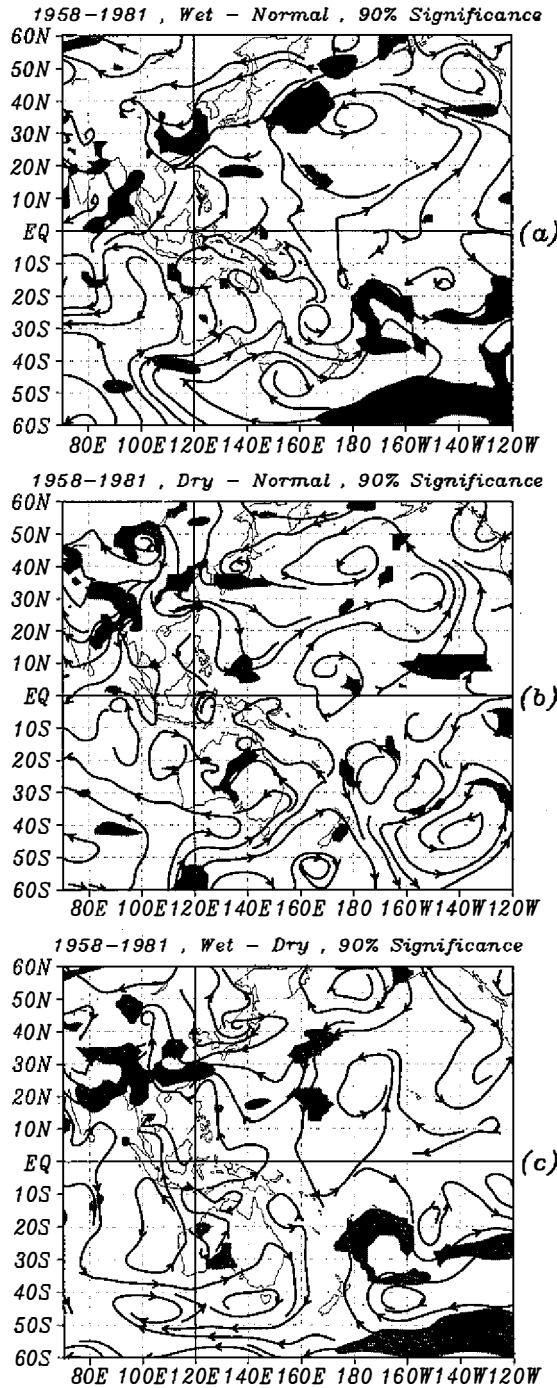 1958-1981 , Wet - Normal , 90% Significance
60N
50N
40N
30N
20N
10N
EQ
10S
20S
30S
40S
50S
60S
80E 100E 120E 140E 160E 180 160W 140W 120W
(a)
1958-1981 , Dry - Normal , 90% Significance
60N
50N
40N
30N
20N
10N
EQ
10S
20S
30S
40S
50S
60S
80E 100E 120E 140E 160E 180 160W 140W 120W
(b)
1958-1981 , Wet - Dry , 90% Significance
60N
50N
40N
30N
20N
10N
EQ
10S
20S
30S
40S
50S
60S
80E 100E 120E 140E 160E 180 160W 140W 120W
(c)